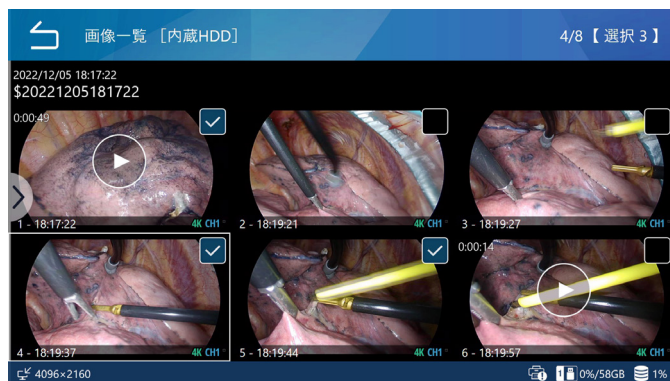 画像一覧 [内蔵HDD]
4/8【 選択 3 】
2022/12/05 18:17:22
$20221205181722
0:00:49
1 - 18:17:22 4K CH1
2 - 18:19:21 4K CH1
3 - 18:19:27 4K CH1
4 - 18:19:37 4K CH1
5 - 18:19:44 4K CH1
0:00:14
6 - 18:19:57 4K CH1
4096×2160
1 0%/58GB 1%